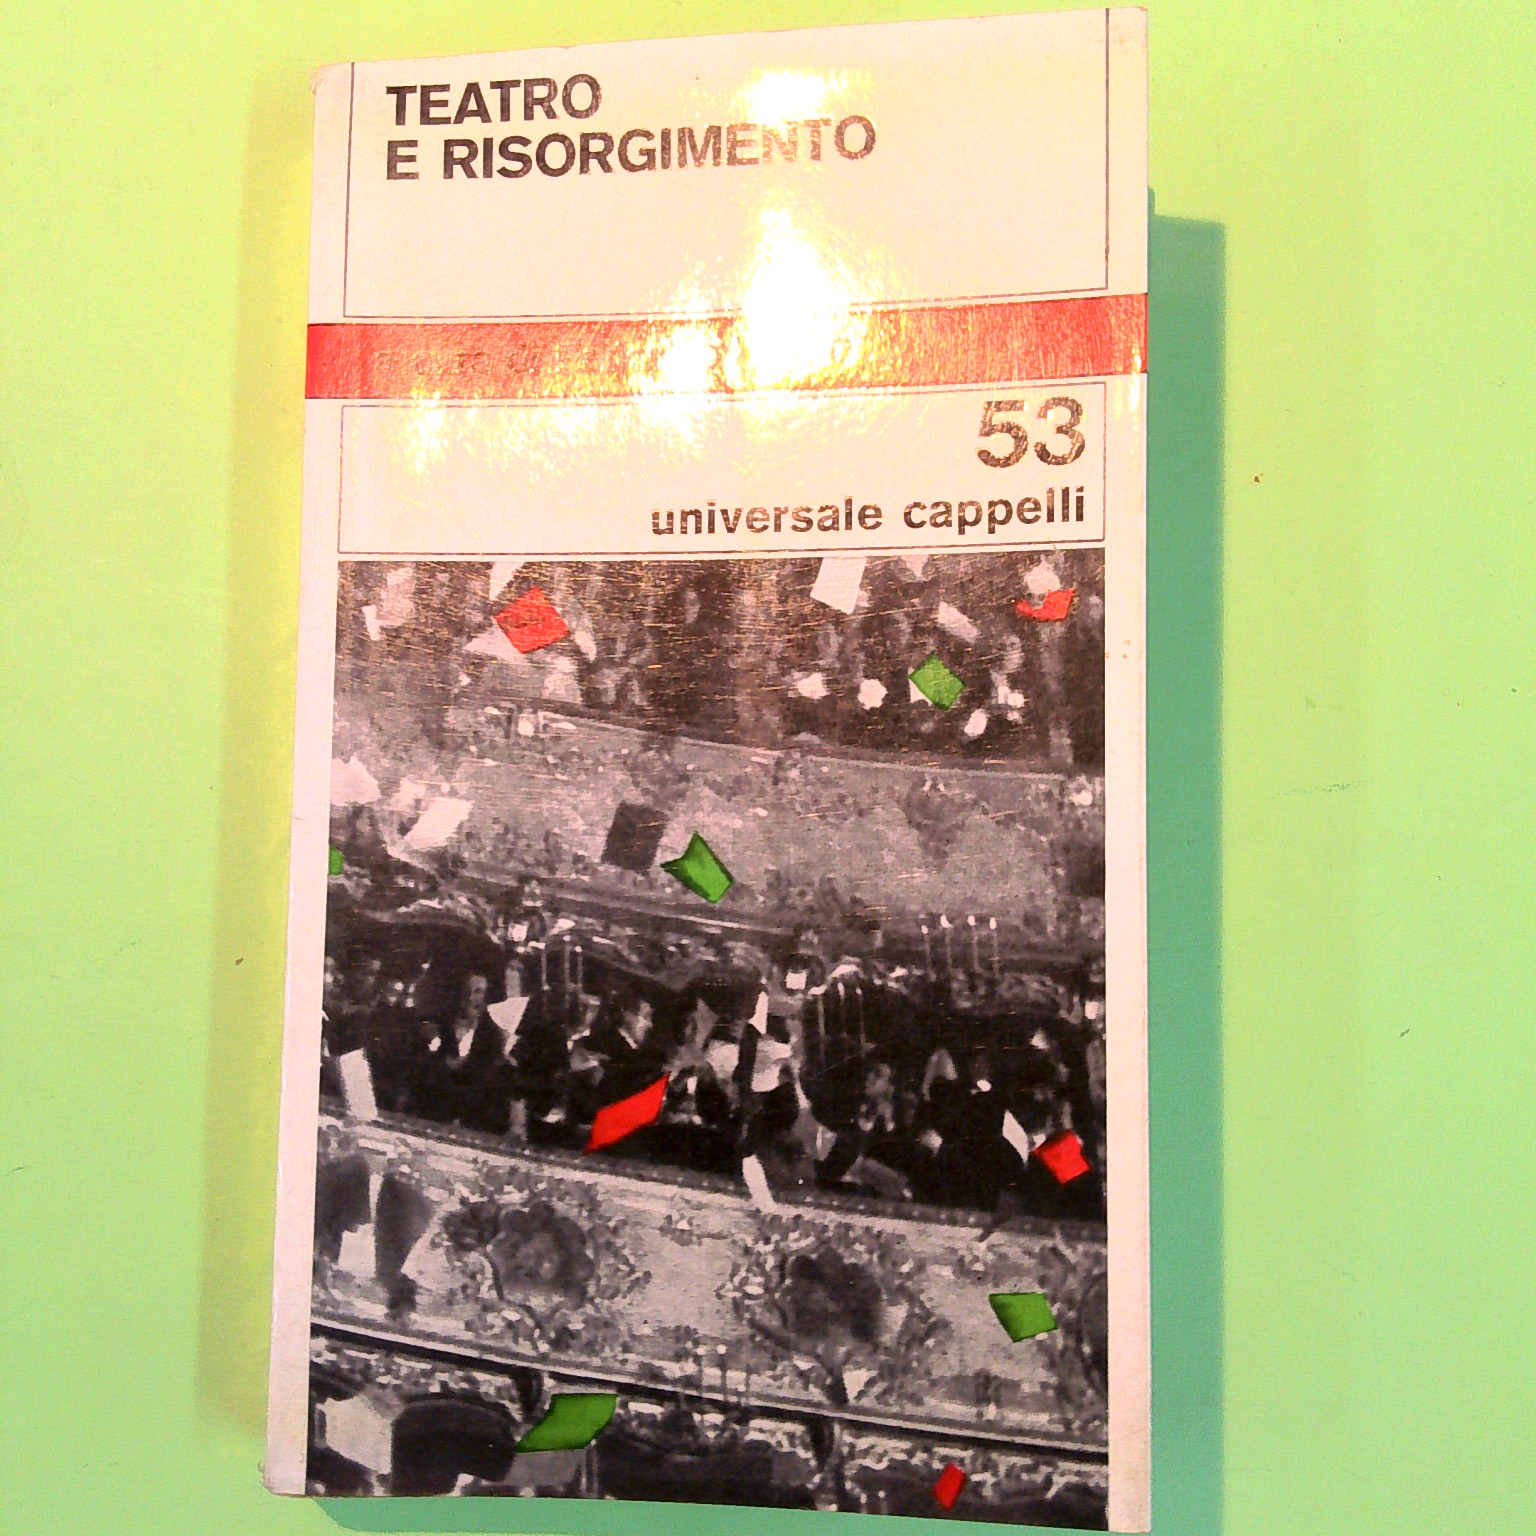 TEATRO
E RISORGIMENTO
53
universale cappelli